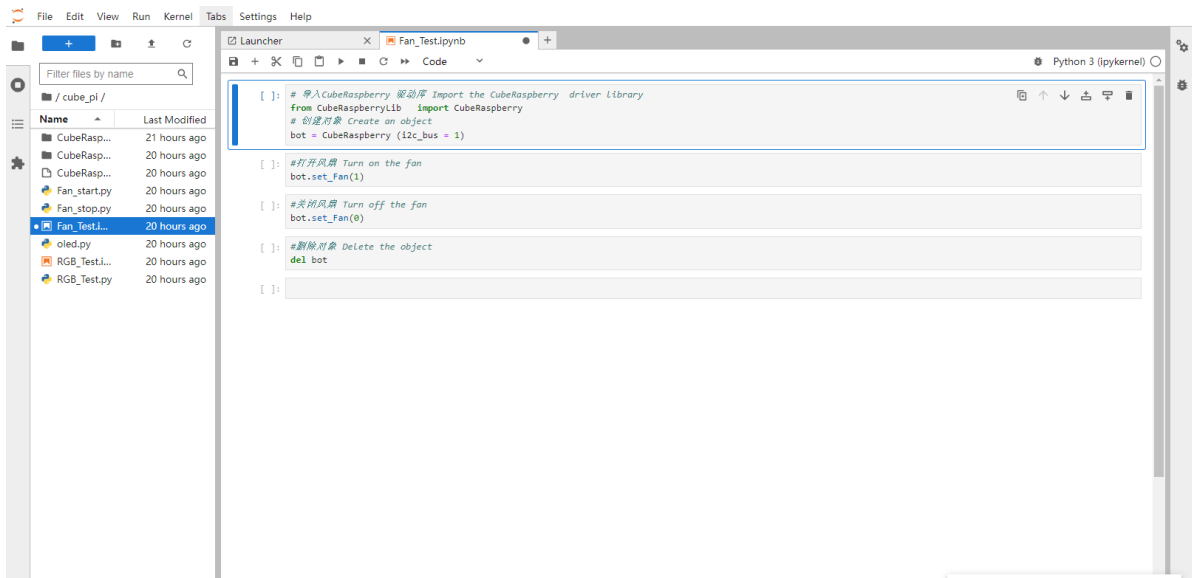 File Edit View Run Kernel Tabs Settings Help
Launcher
Fan_Test.ipynb
Filter files by name
Code
Python 3 (ipykernel)
/ cube_pi /
Name Last Modified
CubeRasp... 21 hours ago
CubeRasp... 20 hours ago
CubeRasp... 20 hours ago
Fan_start.py 20 hours ago
Fan_stop.py 20 hours ago
Fan_Test.i... 20 hours ago
oled.py 20 hours ago
RGB_Test.i... 20 hours ago
RGB_Test.py 20 hours ago
[ ]: # 导入CubeRaspberry 驱动库 Import the CubeRaspberry  driver library
from CubeRaspberryLib   import CubeRaspberry
# 创建对象 Create an object
bot = CubeRaspberry (i2c_bus = 1)
[ ]: #打开风扇 Turn on the fan
bot.set_Fan(1)
[ ]: #关闭风扇 Turn off the fan
bot.set_Fan(0)
[ ]: #删除对象 Delete the object
del bot
[ ]: